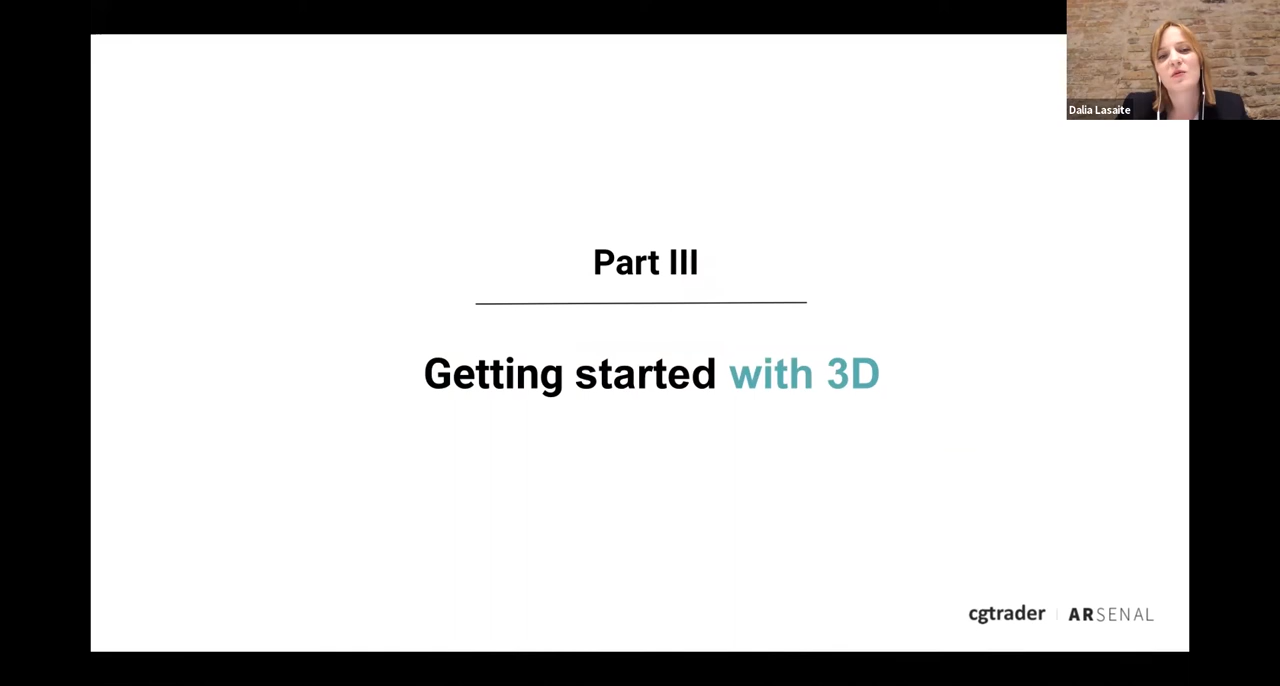 Dalia Lasaite
Part III
Getting started with 3D
cgtrader | ARSENAL